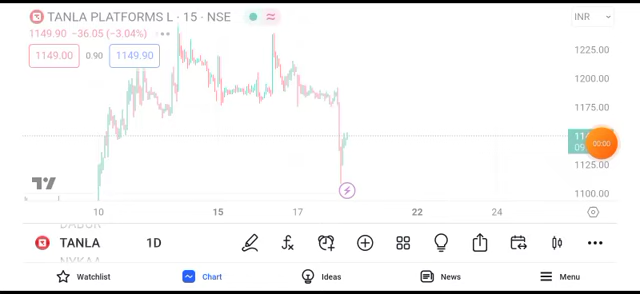 TANLA PLATFORMS L · 15 · NSE
INR
1149.90 −36.05 (−3.04%)
1149.00 0.90 1149.90
1225.00
1200.00
1175.00
00:00
1125.00
1100.00
10 15 17 22 24
DABUR
TANLA 1D
NYKAA
Watchlist Chart Ideas News Menu